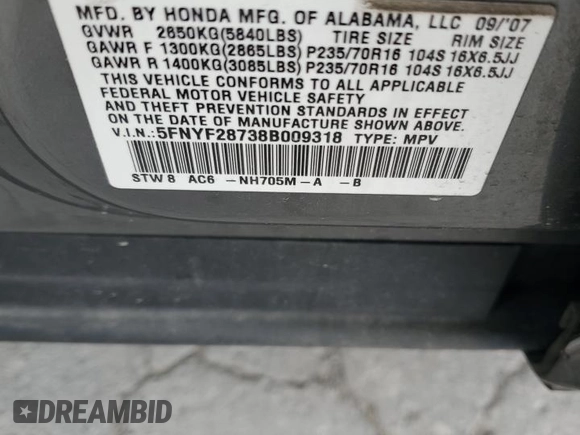 MFD. BY HONDA MFG. OF ALABAMA, LLC 09/'07
GVWR 2650KG(5840LBS) TIRE SIZE RIM SIZE
GAWR F 1300KG(2865LBS) P235/70R16 104S 16X6.5JJ
GAWR R 1400KG(3085LBS) P235/70R16 104S 16X6.5JJ
THIS VEHICLE CONFORMS TO ALL APPLICABLE
FEDERAL MOTOR VEHICLE SAFETY
AND THEFT PREVENTION STANDARDS IN EFFECT
ON THE DATE OF MANUFACTURE SHOWN ABOVE.
V.I.N.: 5FNYF28738B009318 TYPE: MPV
STW8 AC6 -NH705M-A -B
DREAMBID